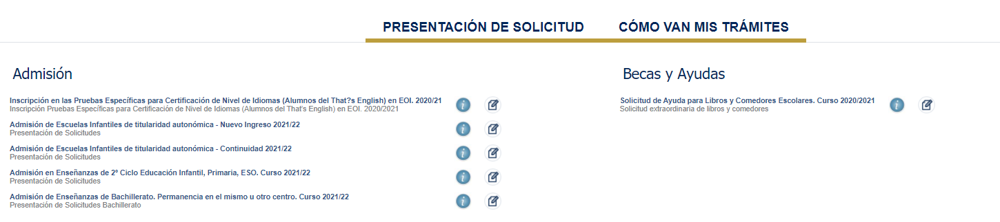 PRESENTACIÓN DE SOLICITUD
CÓMO VAN MIS TRÁMITES
Admisión
Inscripción en las Pruebas Específicas para Certificación de Nivel de Idiomas (Alumnos del That?s English) en EOI. 2020/21
Inscripción Pruebas Específicas para Certificación de Nivel de Idiomas (Alumnos del That's English) en EOI. 2020/2021
Admisión de Escuelas Infantiles de titularidad autonómica - Nuevo Ingreso 2021/22
Presentación de Solicitudes
Admisión de Escuelas Infantiles de titularidad autonómica - Continuidad 2021/22
Presentación de Solicitudes
Admisión en Enseñanzas de 2º Ciclo Educación Infantil, Primaria, ESO. Curso 2021/22
Presentación de Solicitudes
Admisión de Enseñanzas de Bachillerato. Permanencia en el mismo u otro centro. Curso 2021/22
Presentación de Solicitudes Bachillerato
Becas y Ayudas
Solicitud de Ayuda para Libros y Comedores Escolares. Curso 2020/2021
Solicitud extraordinaria de libros y comedores